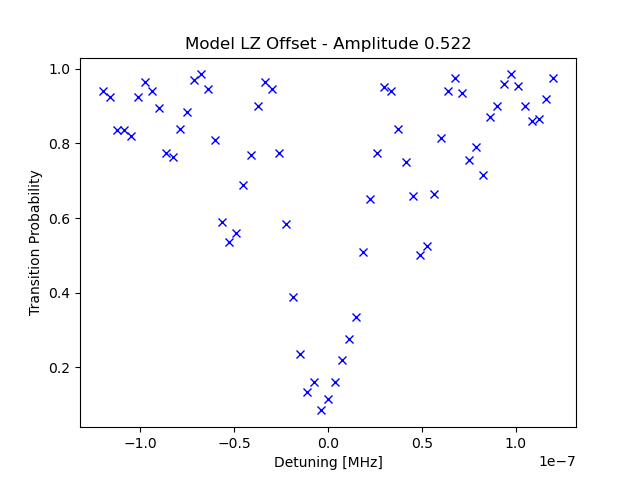 Model LZ Offset - Amplitude 0.522
1.0
0.8
0.6
0.4
0.2
Transition Probability
−1.0 −0.5 0.0 0.5 1.0
1e−7
Detuning [MHz]